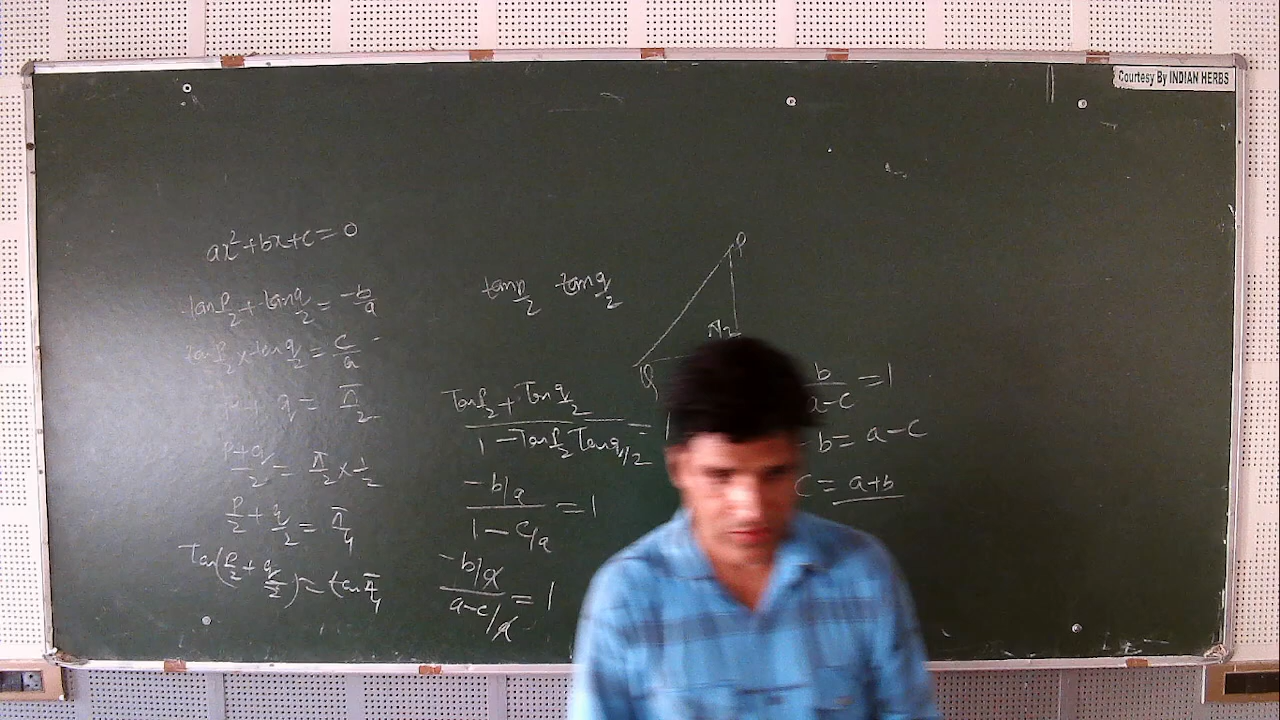 Courtesy By INDIAN HERBS
ax²+bx+c=0
tan P/2 + tan q/2 = -b/a
tan P/2 × tan q/2 = c/a
P + q = π/2
P+q/2 = π/2 × 1/2
P/2 + q/2 = π/4
Tan(P/2 + q/2) = tan π/4
tan P/2 tan q/2
Tan P/2 + Tan q/2 / 1 - Tan P/2 Tan q/2 =
-b/a / 1 - c/a = 1
-b/a / a-c/a = 1
P
π/2
Q
b / a-c = 1
-b = a-c
c = a+b